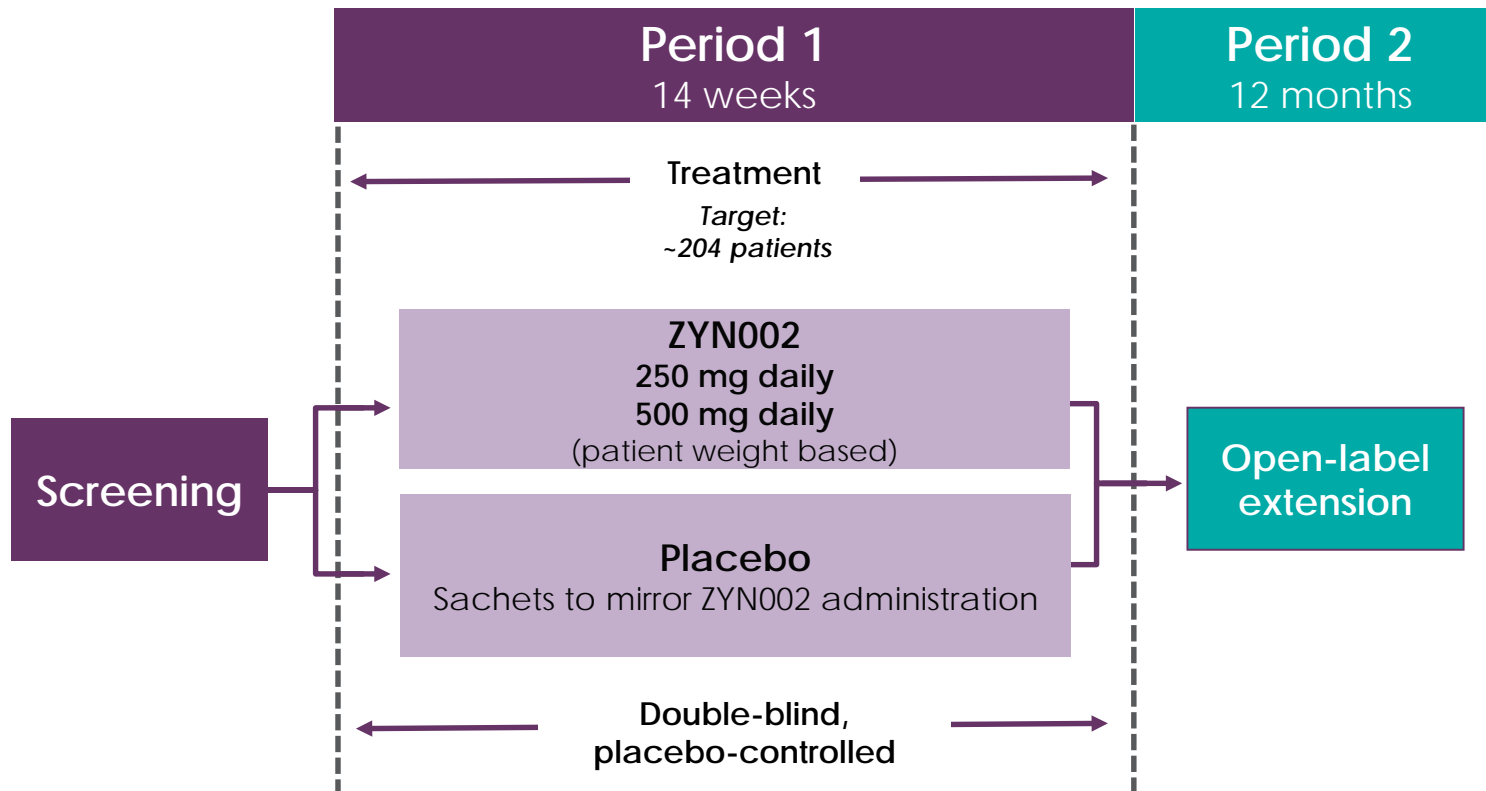 Period 1
14 weeks
Period 2
12 months
Treatment
Target:
~204 patients
ZYN002
250 mg daily
500 mg daily
(patient weight based)
Screening
Open-label
extension
Placebo
Sachets to mirror ZYN002 administration
Double-blind,
placebo-controlled